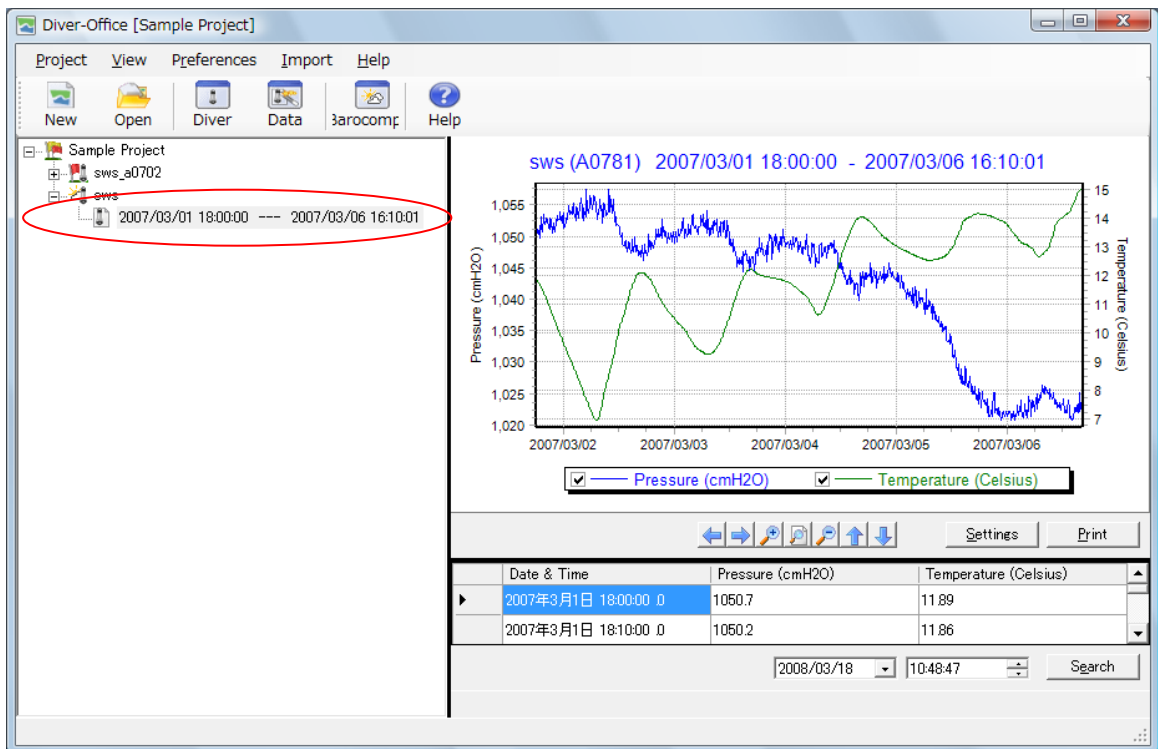 Diver-Office [Sample Project]
Project View Preferences Import Help
New Open Diver Data Barocomp Help
Sample Project
sws_a0702
sws
2007/03/01 18:00:00 --- 2007/03/06 16:10:01
sws (A0781) 2007/03/01 18:00:00 - 2007/03/06 16:10:01
Pressure (cmH2O)
1,055
1,050
1,045
1,040
1,035
1,030
1,025
1,020
15
14
13
12
11
10
9
8
7
Temperature (Celsius)
2007/03/02 2007/03/03 2007/03/04 2007/03/05 2007/03/06
Pressure (cmH2O) Temperature (Celsius)
Settings Print
Date & Time Pressure (cmH2O) Temperature (Celsius)
2007年3月1日 18:00:00 .0 1050.7 11.89
2007年3月1日 18:10:00 .0 1050.2 11.86
2008/03/18 10:48:47 Search